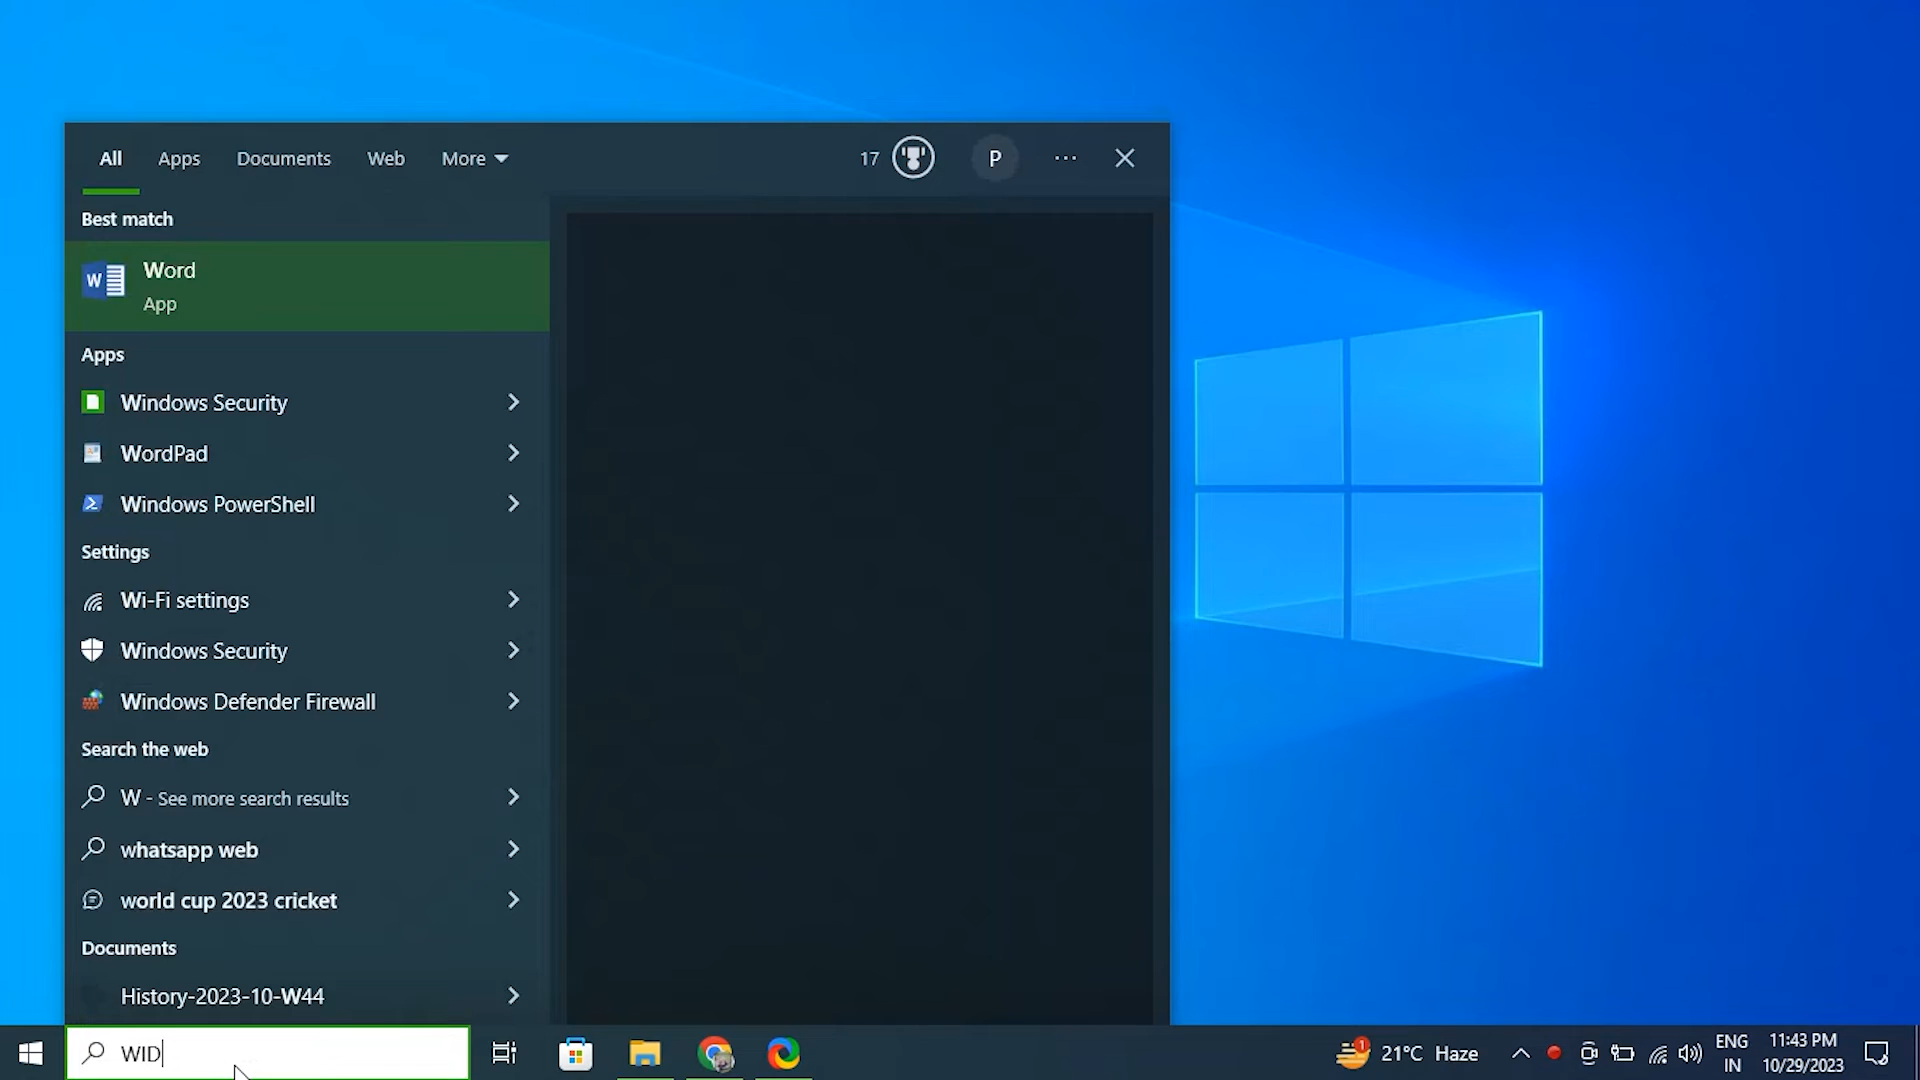 All Apps Documents Web More 17 P
Best match
Word
App
Apps
Windows Security
WordPad
Windows PowerShell
Settings
Wi-Fi settings
Windows Security
Windows Defender Firewall
Search the web
W - See more search results
whatsapp web
world cup 2023 cricket
Documents
History-2023-10-W44
WID
1
21°C Haze
ENG
IN
11:43 PM
10/29/2023